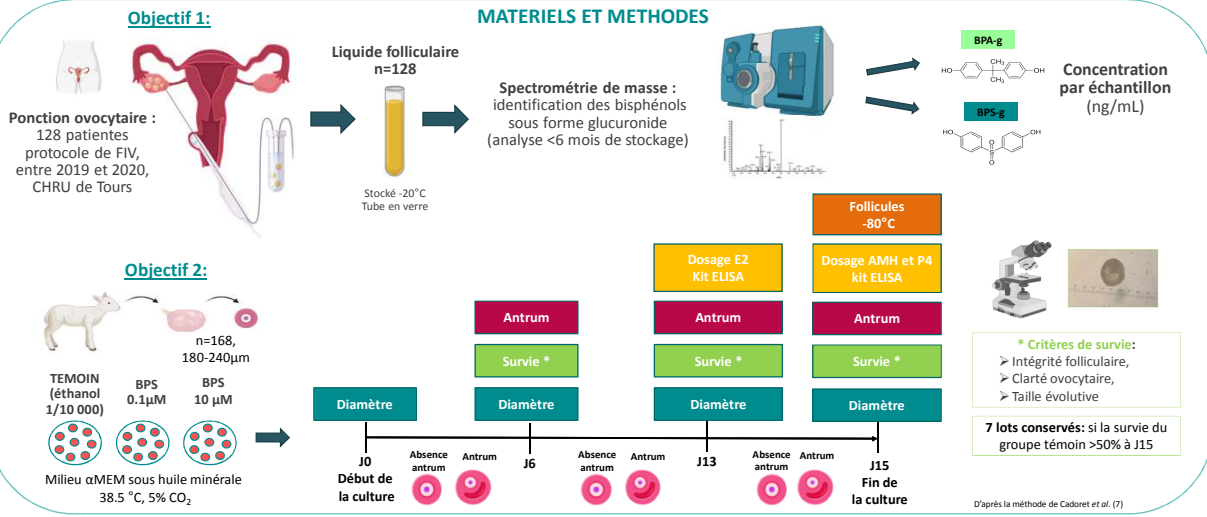 MATERIELS ET METHODES
Objectif 1:
Ponction ovocytaire :
128 patientes
protocole de FIV,
entre 2019 et 2020,
CHRU de Tours
Liquide folliculaire
n=128
Stocké -20°C
Tube en verre
Spectrométrie de masse :
identification des bisphénols
sous forme glucuronide
(analyse <6 mois de stockage)
BPA-g
HO
CH₃
CH₃
OH
BPS-g
HO
OH
S
O
O
Concentration
par échantillon
(ng/mL)
Objectif 2:
n=168,
180-240µm
TEMOIN
(éthanol
1/10 000)
BPS
0.1µM
BPS
10 µM
Milieu αMEM sous huile minérale
38.5 °C, 5% CO₂
Diamètre
J0
Début de
la culture
Absence
antrum
Antrum
Antrum
Survie *
Diamètre
J6
Absence
antrum
Antrum
Dosage E2
Kit ELISA
Antrum
Survie *
Diamètre
J13
Absence
antrum
Antrum
Follicules
-80°C
Dosage AMH et P4
kit ELISA
Antrum
Survie *
Diamètre
J15
Fin de
la culture
* Critères de survie:
➢ Intégrité folliculaire,
➢ Clarté ovocytaire,
➢ Taille évolutive
7 lots conservés: si la survie du
groupe témoin >50% à J15
D'après la méthode de Cadoret et al. (7)